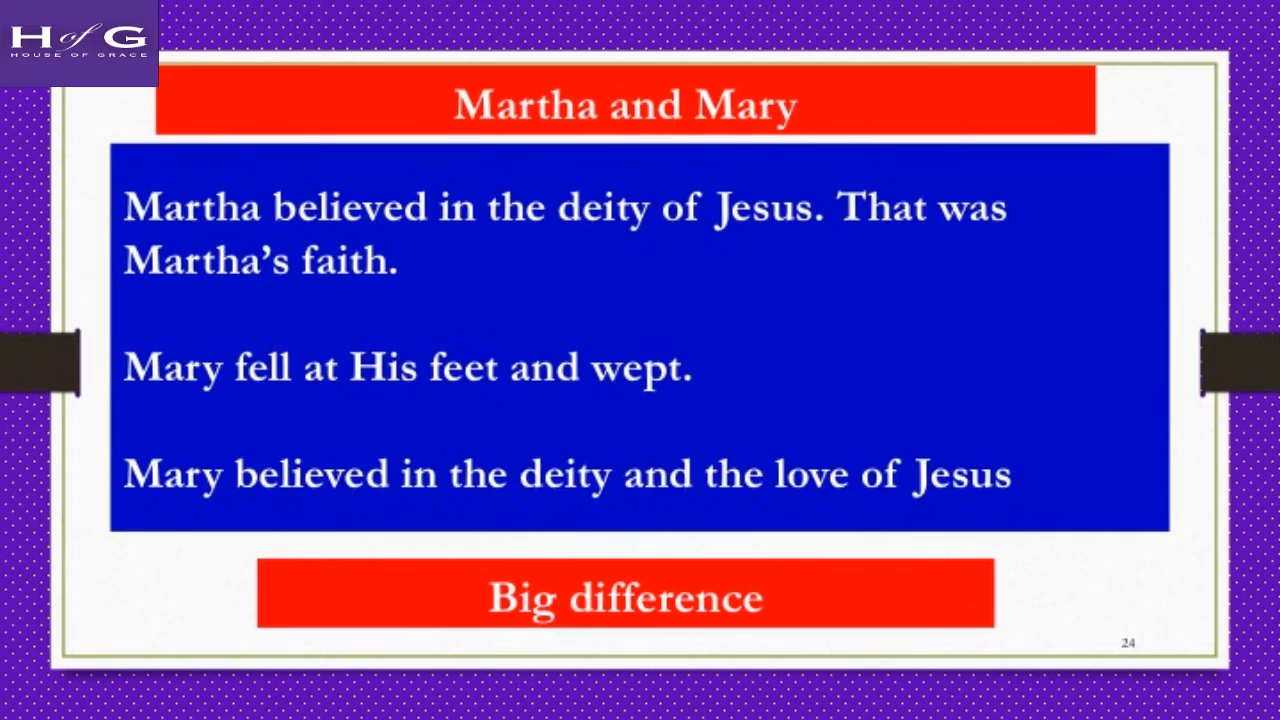 H of G
HOUSE OF GRACE
Martha and Mary
Martha believed in the deity of Jesus. That was
Martha’s faith.
Mary fell at His feet and wept.
Mary believed in the deity and the love of Jesus
Big difference
24